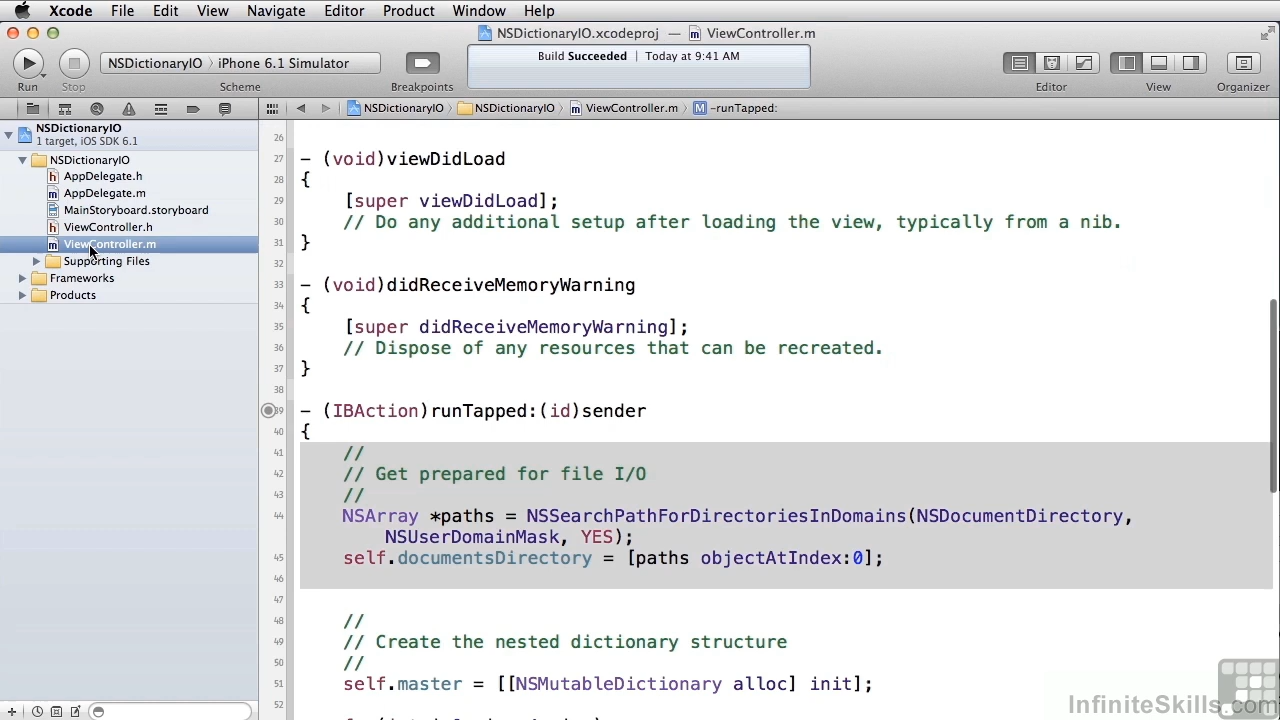 Xcode File Edit View Navigate Editor Product Window Help
NSDictionaryIO.xcodeproj — ViewController.m
NSDictionaryIO iPhone 6.1 Simulator
Build Succeeded | Today at 9:41 AM
Run Stop Scheme Breakpoints Editor View Organizer
NSDictionaryIO NSDictionaryIO ViewController.m -runTapped:
NSDictionaryIO
1 target, iOS SDK 6.1
NSDictionaryIO
AppDelegate.h
AppDelegate.m
MainStoryboard.storyboard
ViewController.h
ViewController.m
Supporting Files
Frameworks
Products
26
27 - (void)viewDidLoad
28 {
29 [super viewDidLoad];
30 // Do any additional setup after loading the view, typically from a nib.
31 }
32
33 - (void)didReceiveMemoryWarning
34 {
35 [super didReceiveMemoryWarning];
36 // Dispose of any resources that can be recreated.
37 }
38
39 - (IBAction)runTapped:(id)sender
40 {
41 //
42 // Get prepared for file I/O
43 //
44 NSArray *paths = NSSearchPathForDirectoriesInDomains(NSDocumentDirectory,
NSUserDomainMask, YES);
45 self.documentsDirectory = [paths objectAtIndex:0];
46
47
48 //
49 // Create the nested dictionary structure
50 //
51 self.master = [[NSMutableDictionary alloc] init];
52
InfiniteSkills.com